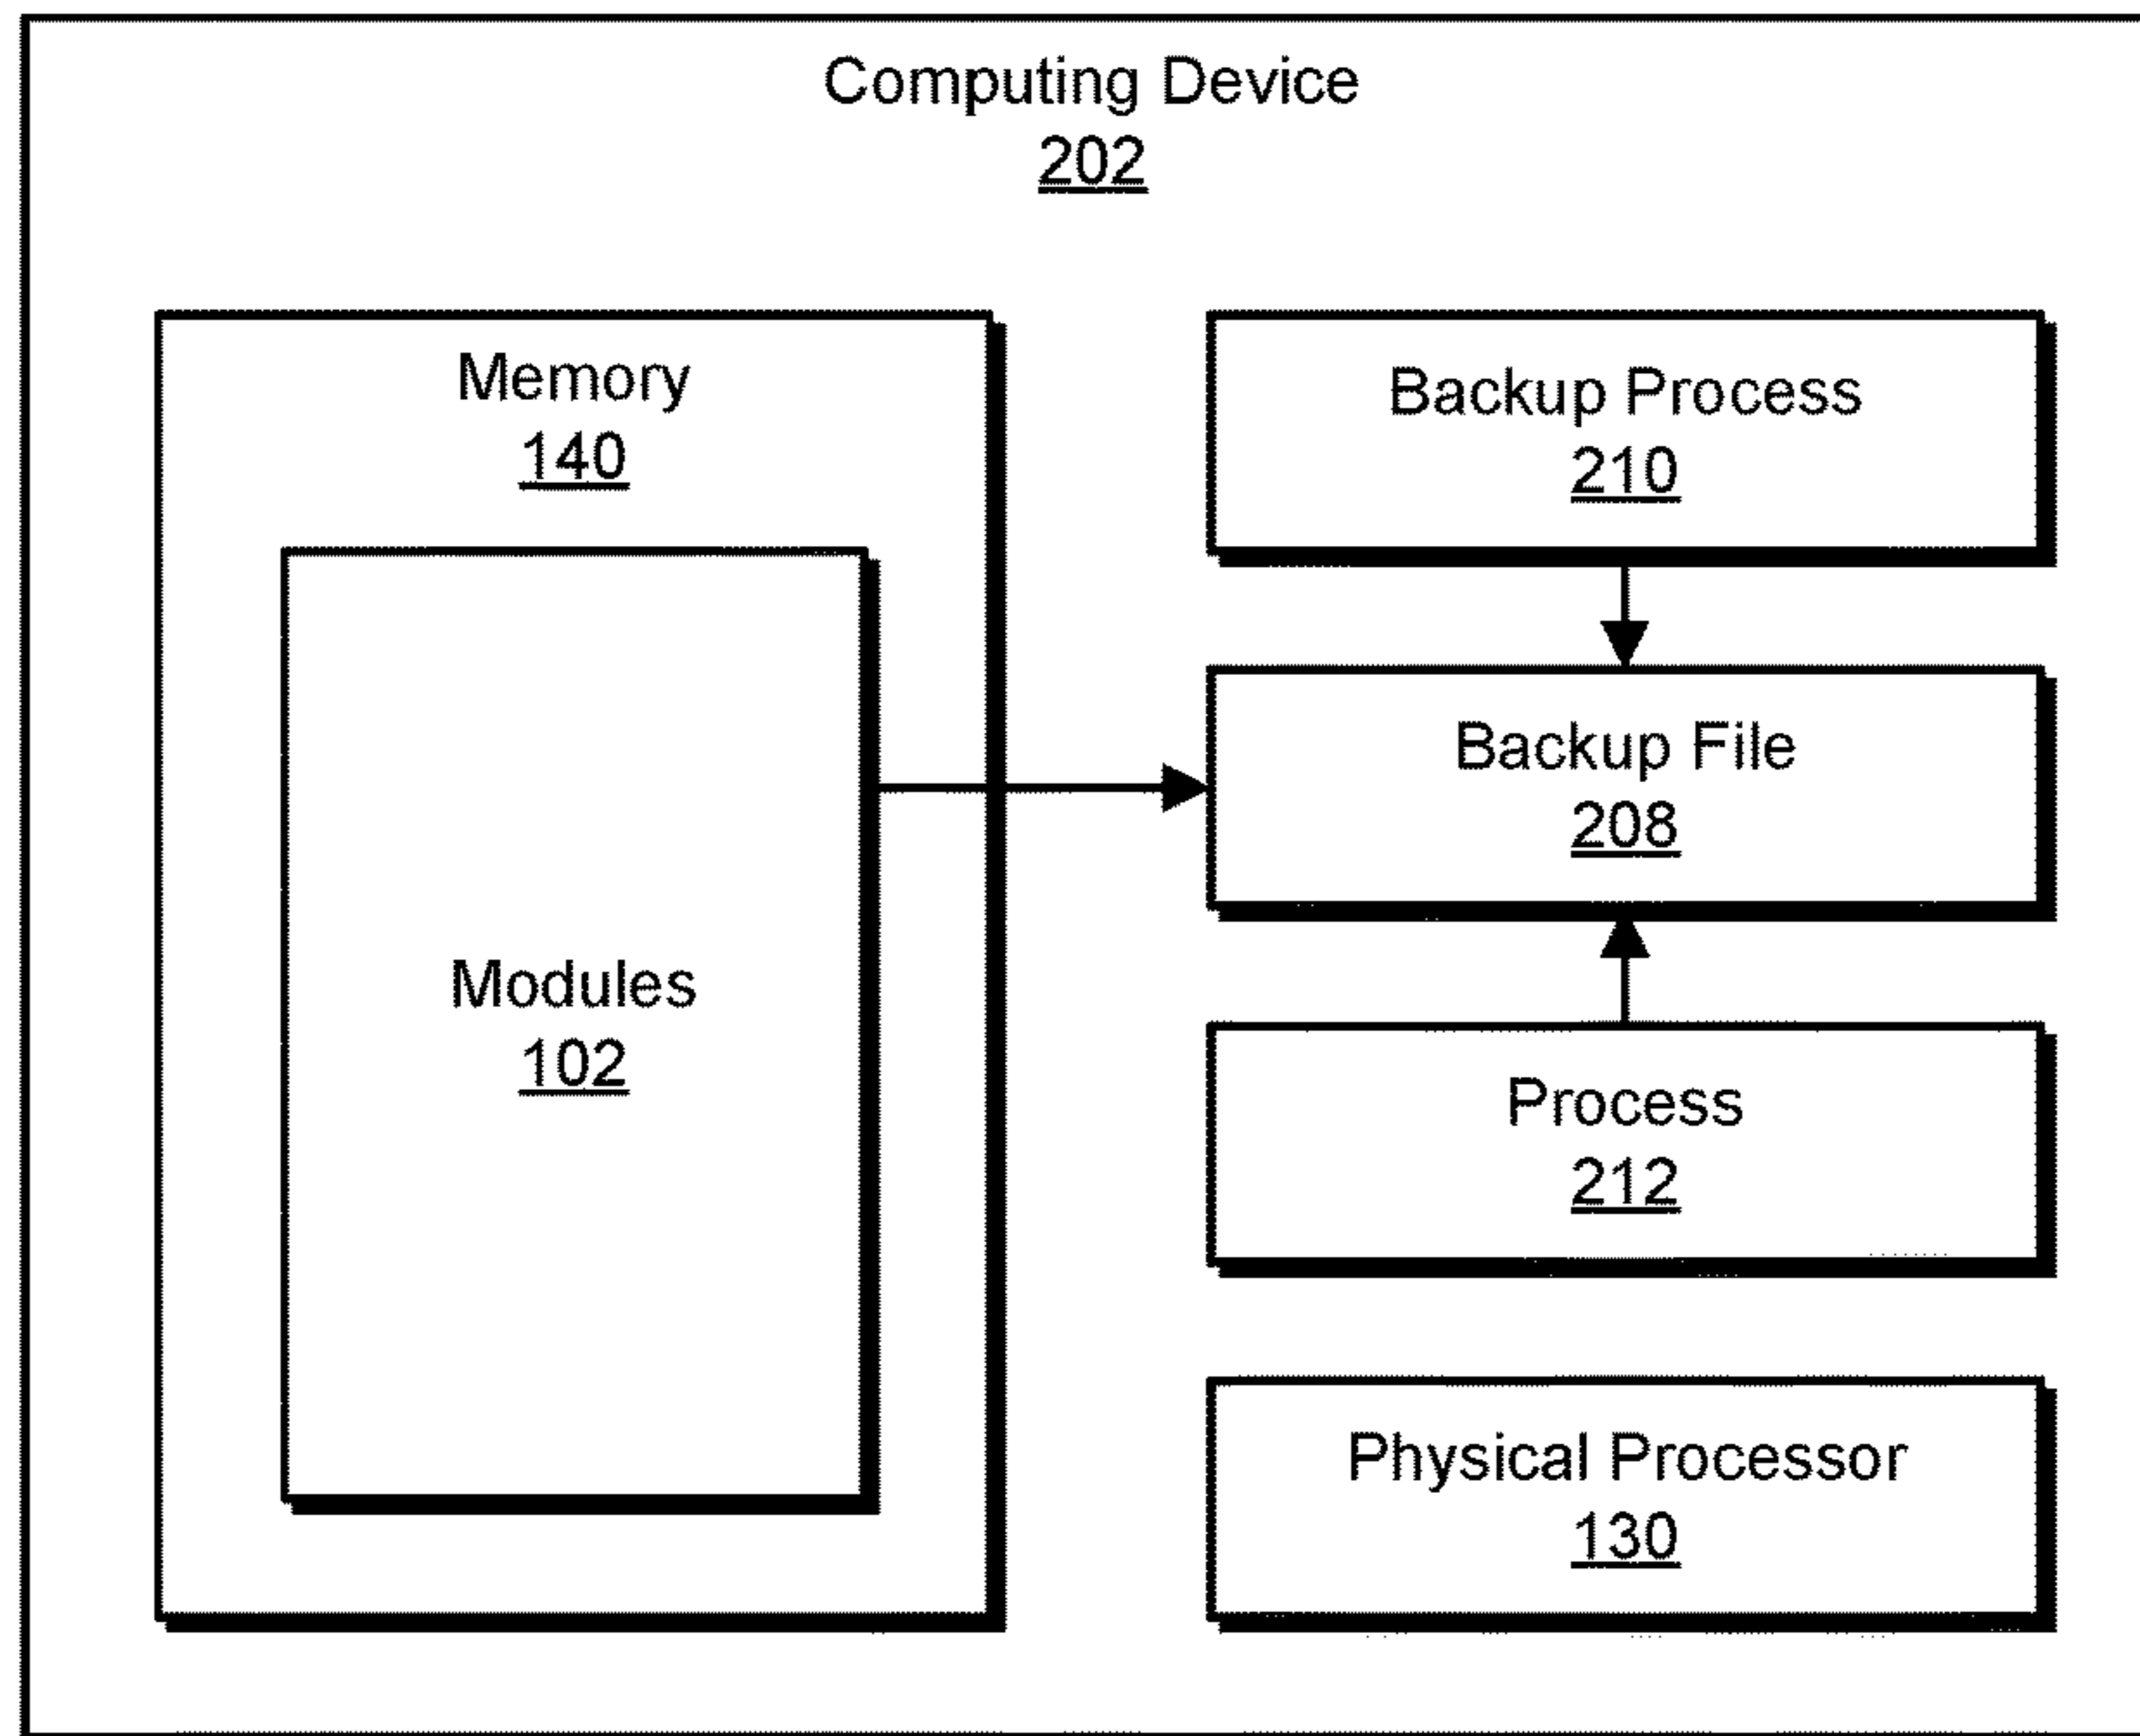 Computing Device
202
Memory
140
Modules
102
Backup Process
210
Backup File
208
Process
212
Physical Processor
130